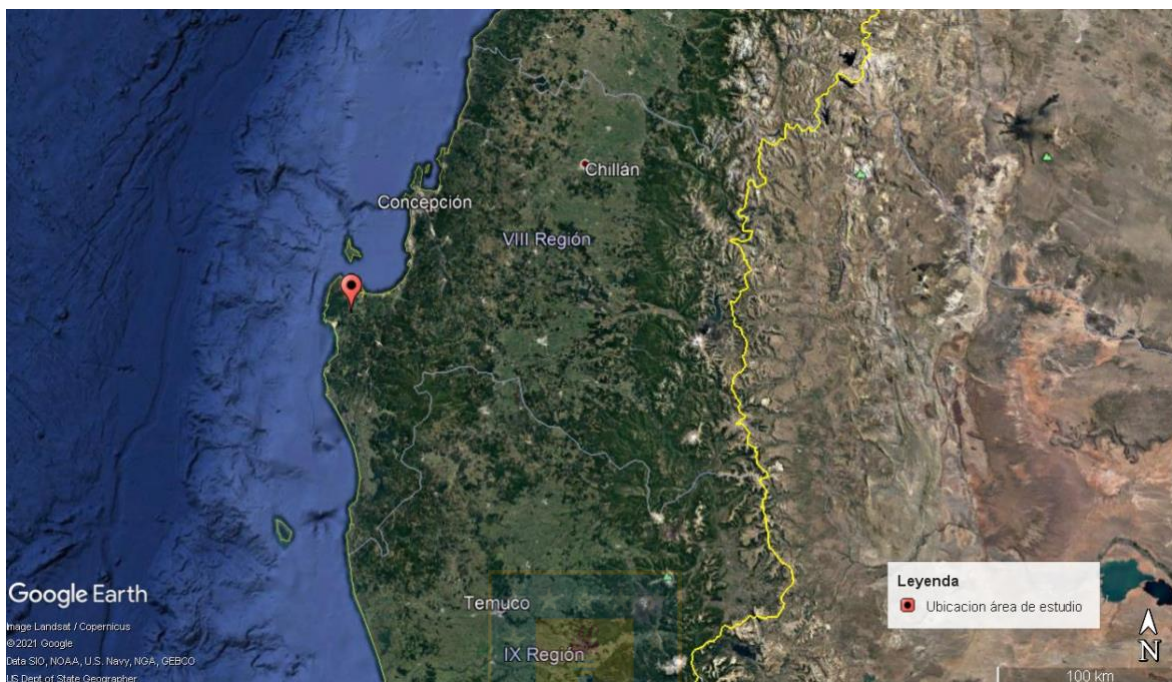 Chillán
Concepción
VIII Región
Leyenda
Ubicacion área de estudio
Google Earth
Temuco
IX Región
Image Landsat / Copernicus
©2021 Google
Data SIO, NOAA, U.S. Navy, NGA, GEBCO
US Dept of State Geographer
N
100 km